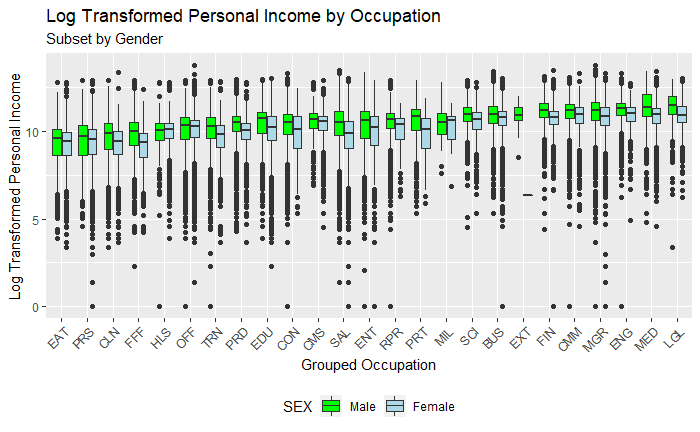 Log Transformed Personal Income by Occupation
Subset by Gender
Log Transformed Personal Income
10
5
0
EAT PRS CLN FFF HLS OFF TRN PRD EDU CON CMS SAL ENT RPR PRT MIL SCI BUS EXT FIN CMM MGR ENG MED LGL
Grouped Occupation
SEX Male Female